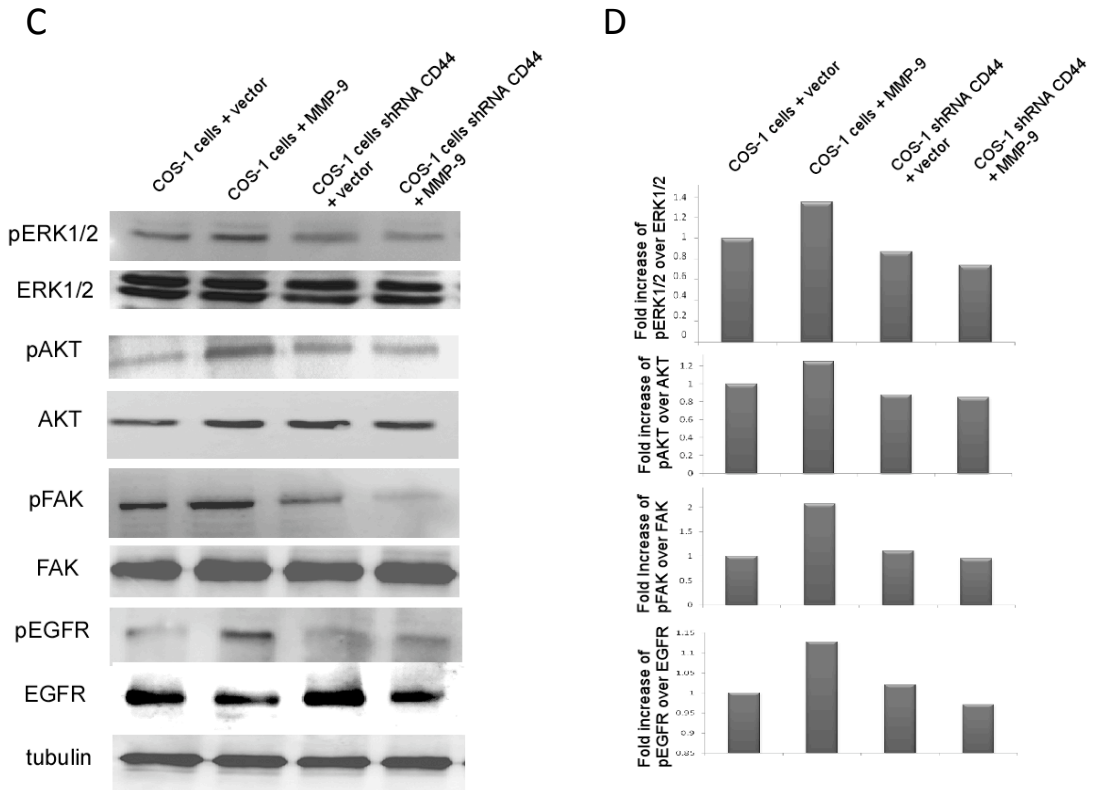 C
COS-1 cells + vector
COS-1 cells + MMP-9
COS-1 cells shRNA CD44
+ vector
COS-1 cells shRNA CD44
+ MMP-9
pERK1/2
ERK1/2
pAKT
AKT
pFAK
FAK
pEGFR
EGFR
tubulin
D
COS-1 cells + vector
COS-1 cells + MMP-9
COS-1 shRNA CD44
+ vector
COS-1 shRNA CD44
+ MMP-9
Fold increase of
pERK1/2 over ERK1/2
1.4
1
0.8
0.6
0.4
0.2
0
Fold increase of
pAKT over AKT
1.2
1
0.8
0.6
0.4
0.2
0
Fold Increase of
pFAK over FAK
2
1.5
1
0.5
0
Fold increase of
pEGFR over EGFR
1.15
1.1
1.05
1
0.95
0.9
0.85